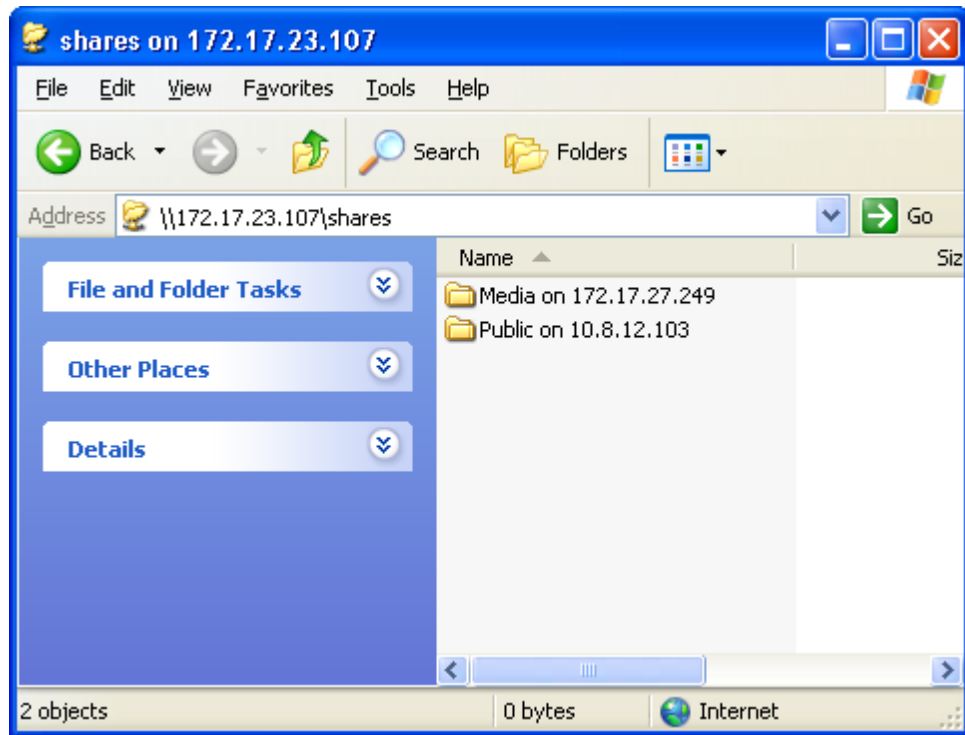 shares on 172.17.23.107
File Edit View Favorites Tools Help
Back Search Folders
Address \\172.17.23.107\shares Go
Name Siz
File and Folder Tasks
Media on 172.17.27.249
Public on 10.8.12.103
Other Places
Details
2 objects 0 bytes Internet